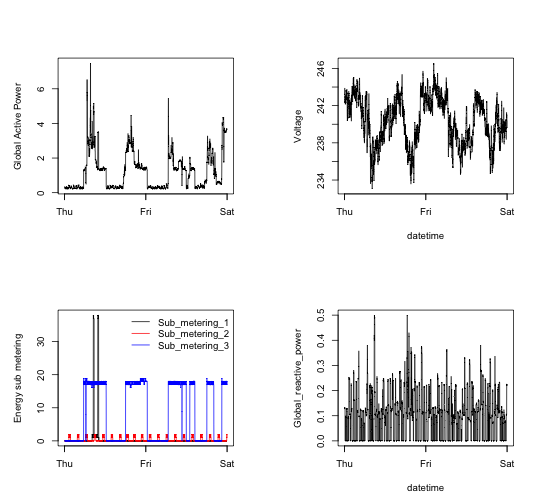 Global Active Power
6
4
2
0
Thu
Fri
Sat
Voltage
246
242
238
234
Thu
Fri
Sat
datetime
Energy sub metering
30
20
10
0
Sub_metering_1
Sub_metering_2
Sub_metering_3
Thu
Fri
Sat
Global_reactive_power
0.5
0.4
0.3
0.2
0.1
0.0
Thu
Fri
Sat
datetime